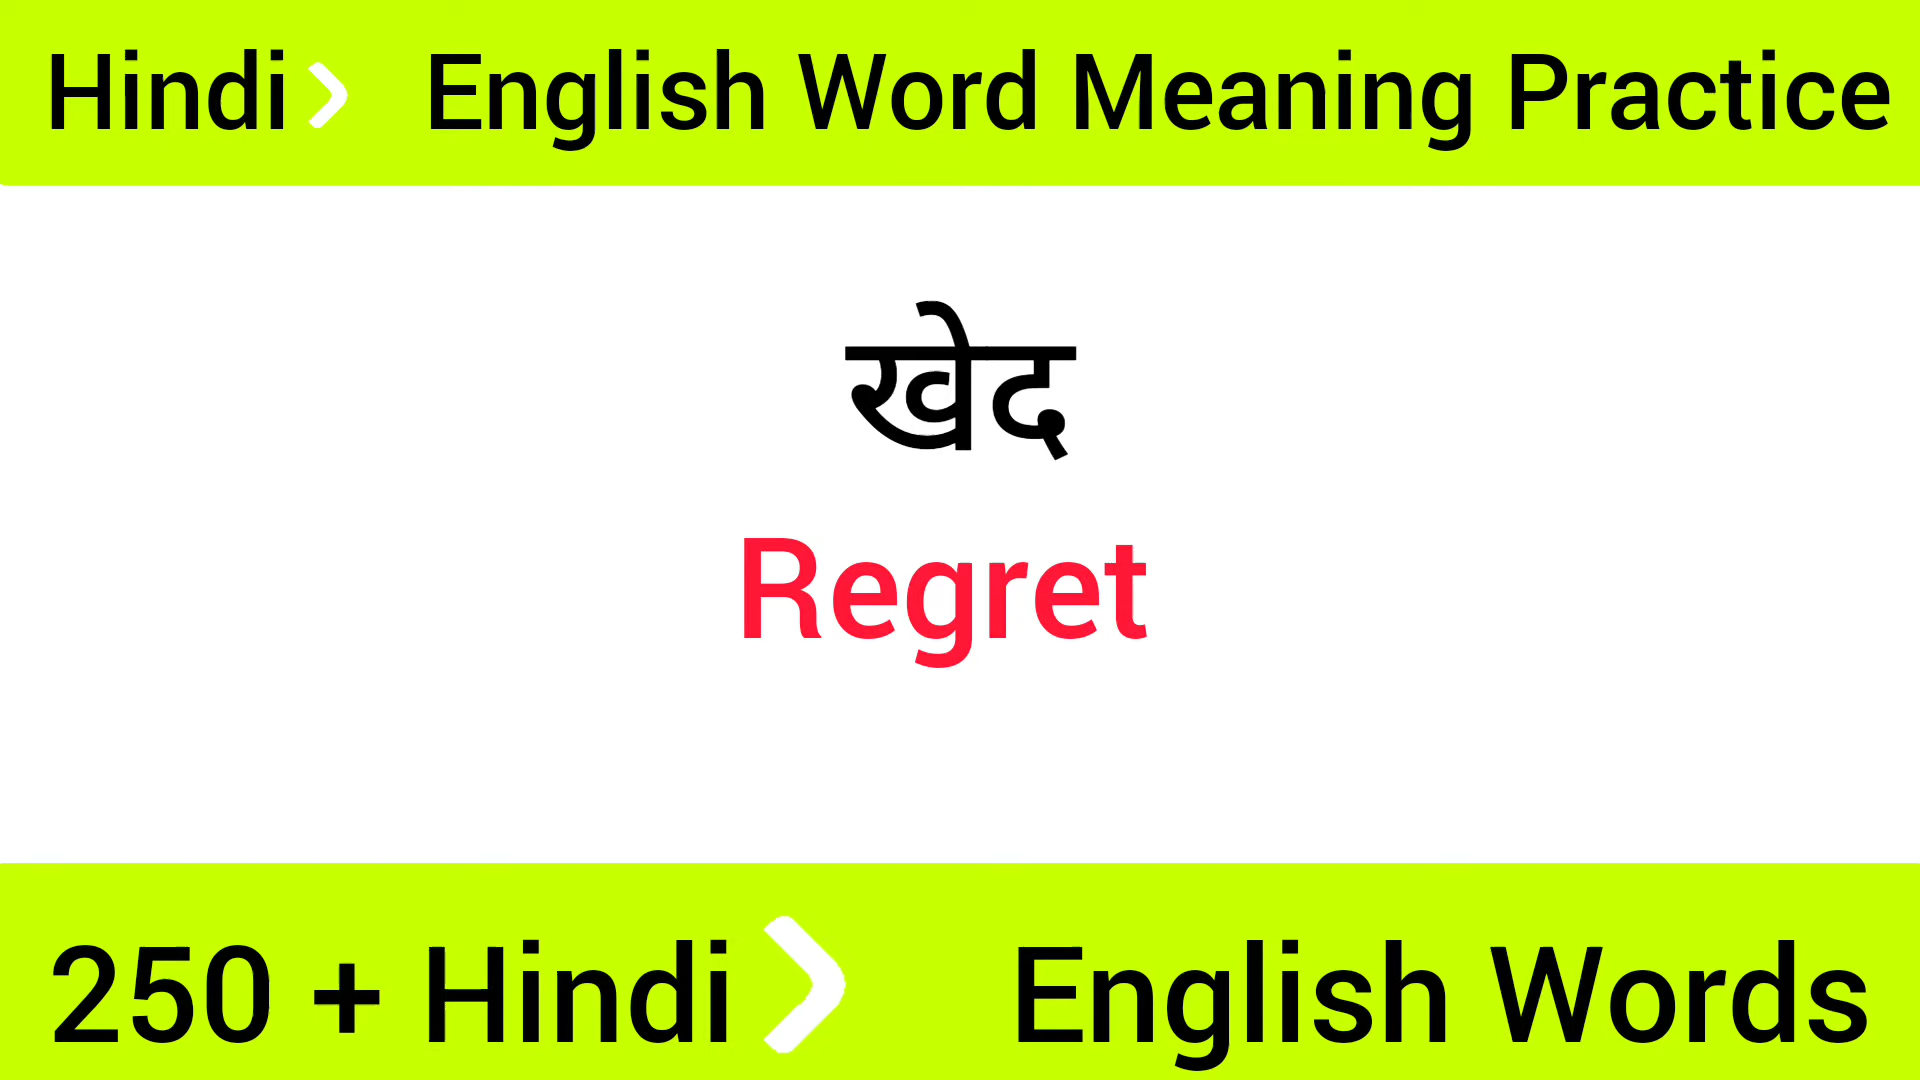 Hindi > English Word Meaning Practice
खेद
Regret
250 + Hindi > English Words